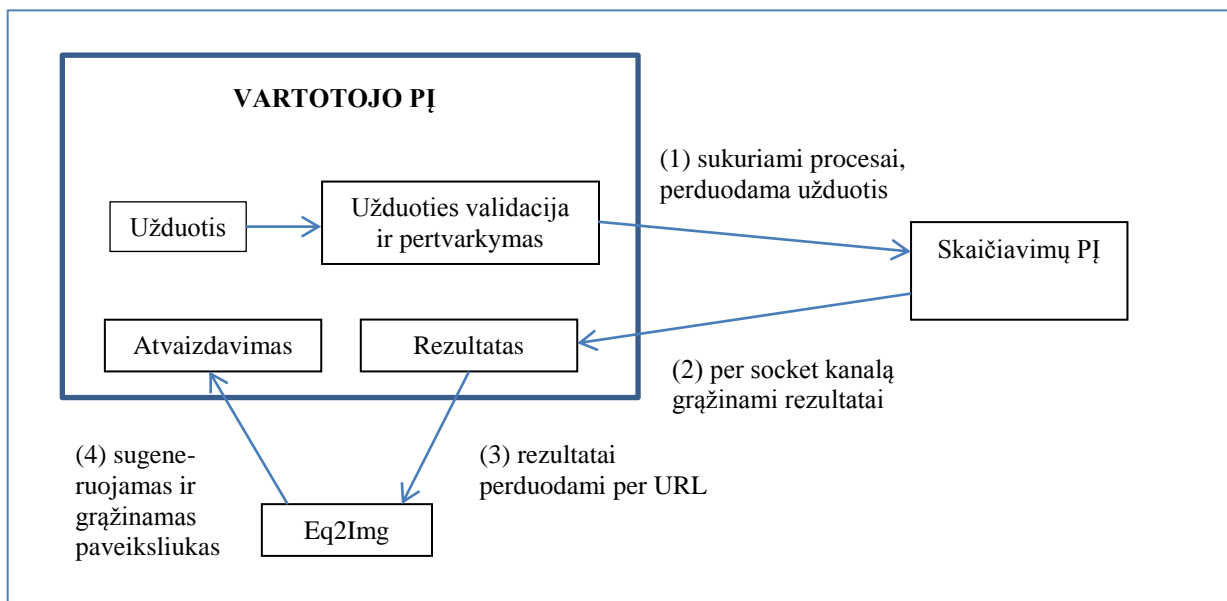 VARTOTOJO PĮ
(1) sukuriami procesai,
perduodama užduotis
Užduotis
Užduoties validacija
ir pertvarkymas
Skaičiavimų PĮ
Atvaizdavimas
Rezultatas
(2) per socket kanalą
grąžinami rezultatai
(3) rezultatai
perduodami per URL
(4) sugene-
ruojamas ir
grąžinamas
paveiksliukas
Eq2Img